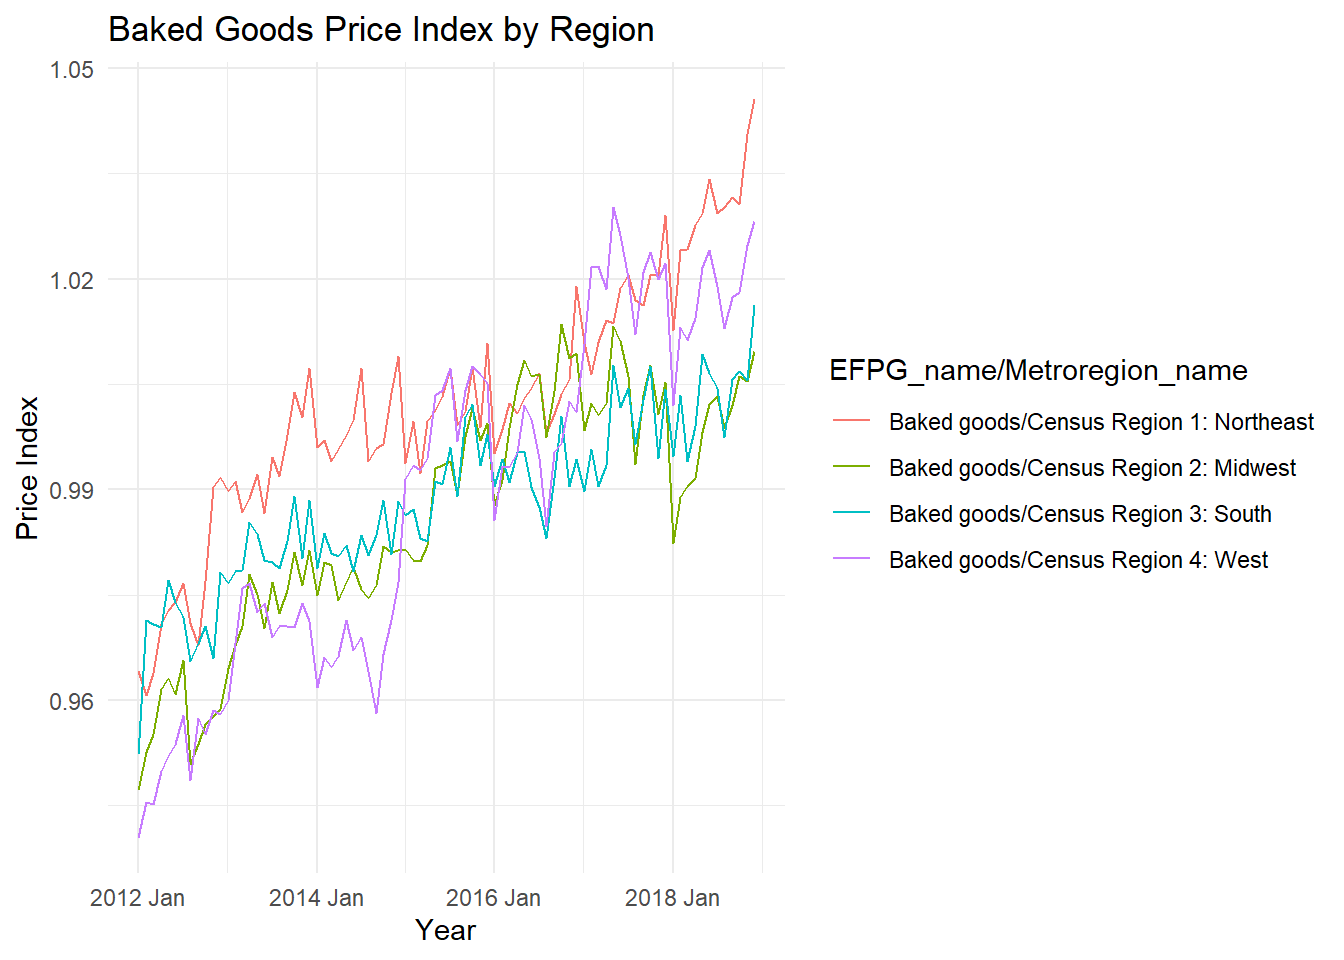 Baked Goods Price Index by Region
1.05
1.02
0.99
0.96
Price Index
2012 Jan
2014 Jan
2016 Jan
2018 Jan
Year
EFPG_name/Metroregion_name
Baked goods/Census Region 1: Northeast
Baked goods/Census Region 2: Midwest
Baked goods/Census Region 3: South
Baked goods/Census Region 4: West